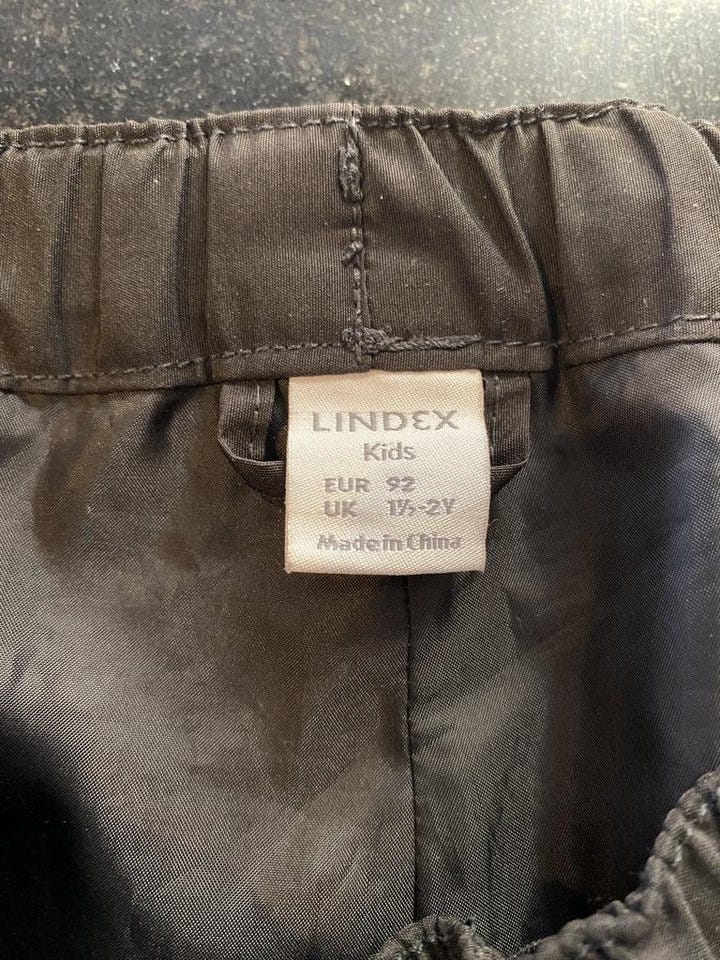 LINDEX
Kids
EUR 92
UK 1½-2Y
Made in China